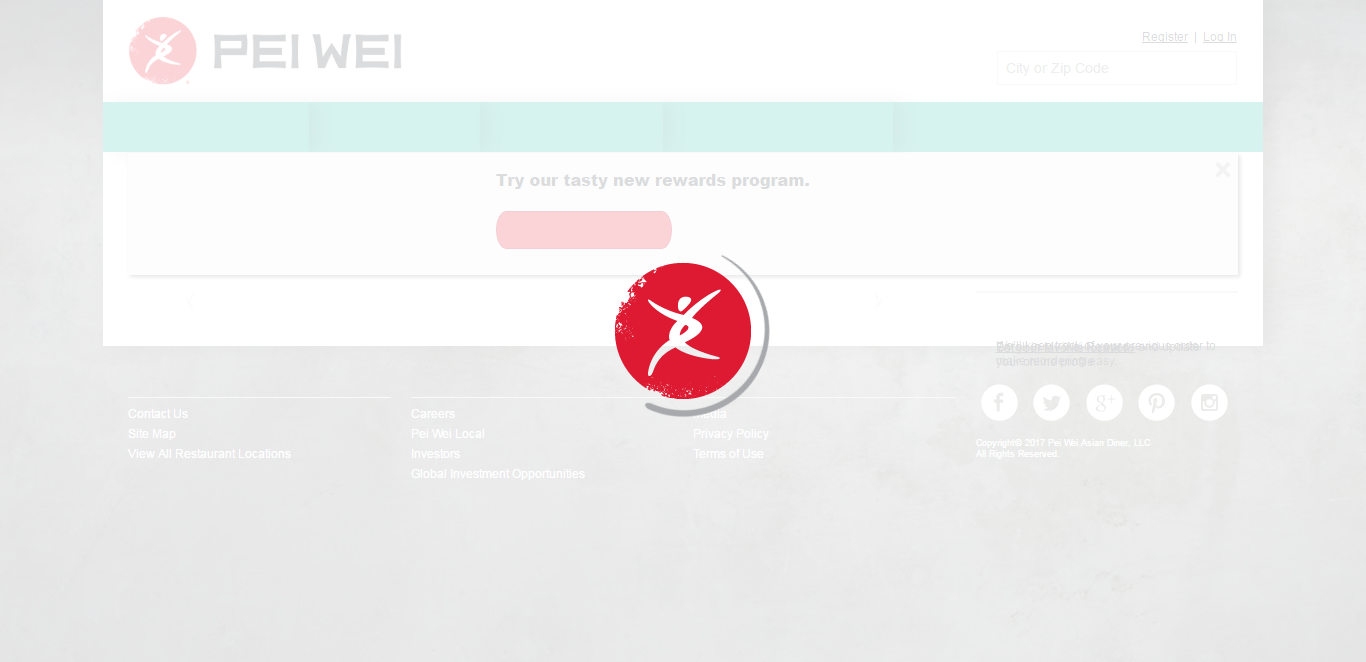 PEI WEI
Register | Log In
City or Zip Code
Try our tasty new rewards program.
Contact Us
Careers
Privacy Policy
Site Map
Pei Wei Local
View All Restaurant Locations
Investors
Terms of Use
Global Investment Opportunities
Copyright© 2017 Pei Wei Asian Diner, LLC
All Rights Reserved.